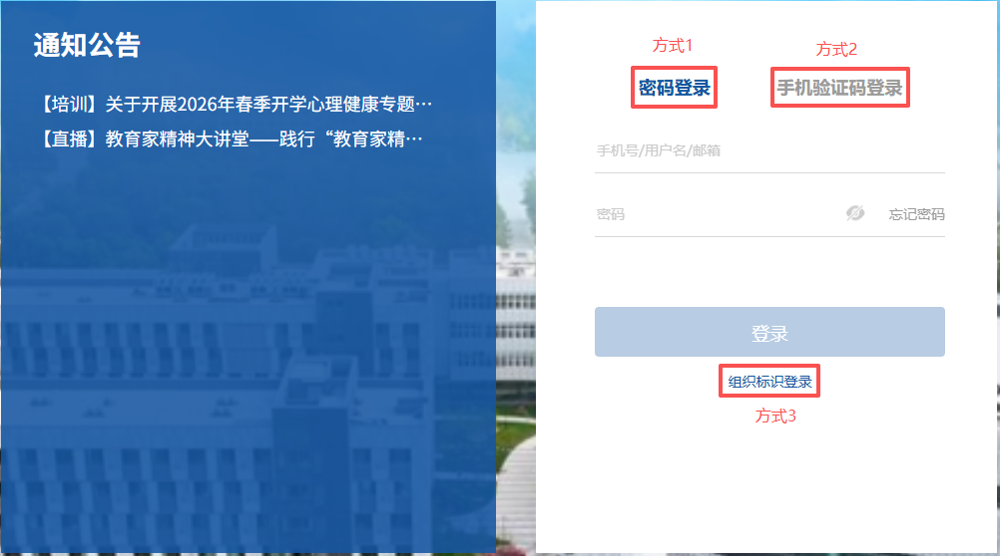 通知公告
【培训】关于开展2026年春季开学心理健康专题…
【直播】教育家精神大讲堂——践行“教育家精…
方式1
方式2
密码登录
手机验证码登录
手机号/用户名/邮箱
密码
忘记密码
登录
组织标识登录
方式3